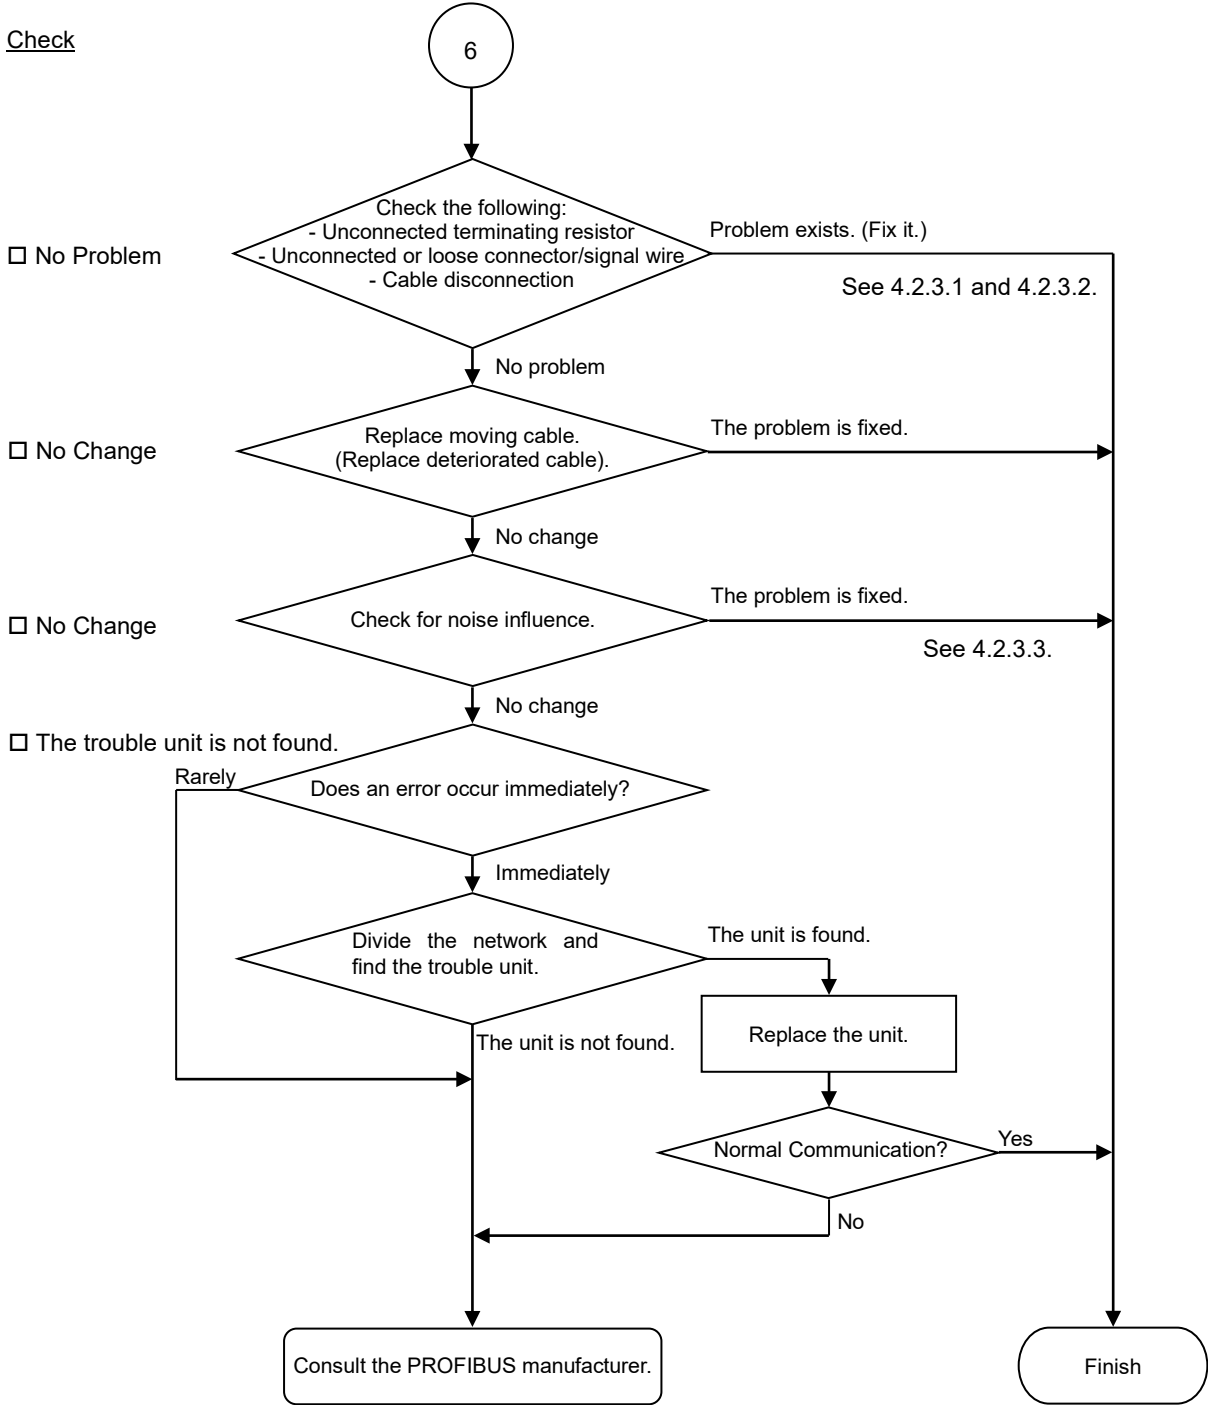 Check
6
Check the following:
- Unconnected terminating resistor
- Unconnected or loose connector/signal wire
- Cable disconnection
Problem exists. (Fix it.)
☐ No Problem
See 4.2.3.1 and 4.2.3.2.
No problem
Replace moving cable.
(Replace deteriorated cable).
The problem is fixed.
☐ No Change
No change
Check for noise influence.
The problem is fixed.
☐ No Change
See 4.2.3.3.
No change
☐ The trouble unit is not found.
Rarely
Does an error occur immediately?
Immediately
Divide the network and
find the trouble unit.
The unit is found.
Replace the unit.
The unit is not found.
Normal Communication?
Yes
No
Consult the PROFIBUS manufacturer.
Finish